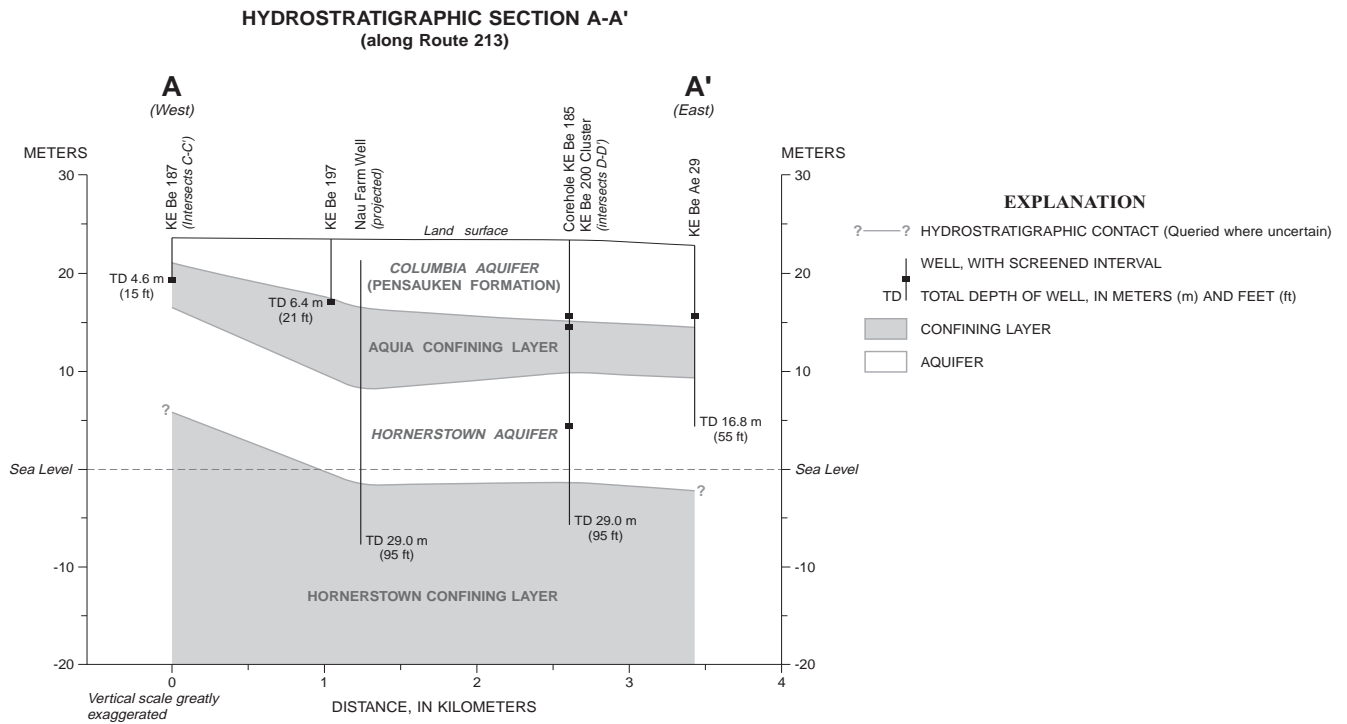 HYDROSTRATIGRAPHIC SECTION A-A'
(along Route 213)
A
(West)
A'
(East)
METERS
METERS
KE Be 187
(Intersects C-C')
KE Be 197
Nau Farm Well
(projected)
Corehole KE Be 185
KE Be 200 Cluster
(intersects D-D')
KE Be Ae 29
30
20
10
Sea Level
-10
-20
30
20
10
Sea Level
-10
-20
Land surface
COLUMBIA AQUIFER
(PENSAUKEN FORMATION)
TD 4.6 m
(15 ft)
TD 6.4 m
(21 ft)
AQUIA CONFINING LAYER
?
HORNERSTOWN AQUIFER
TD 16.8 m
(55 ft)
?
TD 29.0 m
(95 ft)
TD 29.0 m
(95 ft)
HORNERSTOWN CONFINING LAYER
0
1
2
3
4
Vertical scale greatly
exaggerated
DISTANCE, IN KILOMETERS
EXPLANATION
? ? HYDROSTRATIGRAPHIC CONTACT (Queried where uncertain)
WELL, WITH SCREENED INTERVAL
TD TOTAL DEPTH OF WELL, IN METERS (m) AND FEET (ft)
CONFINING LAYER
AQUIFER